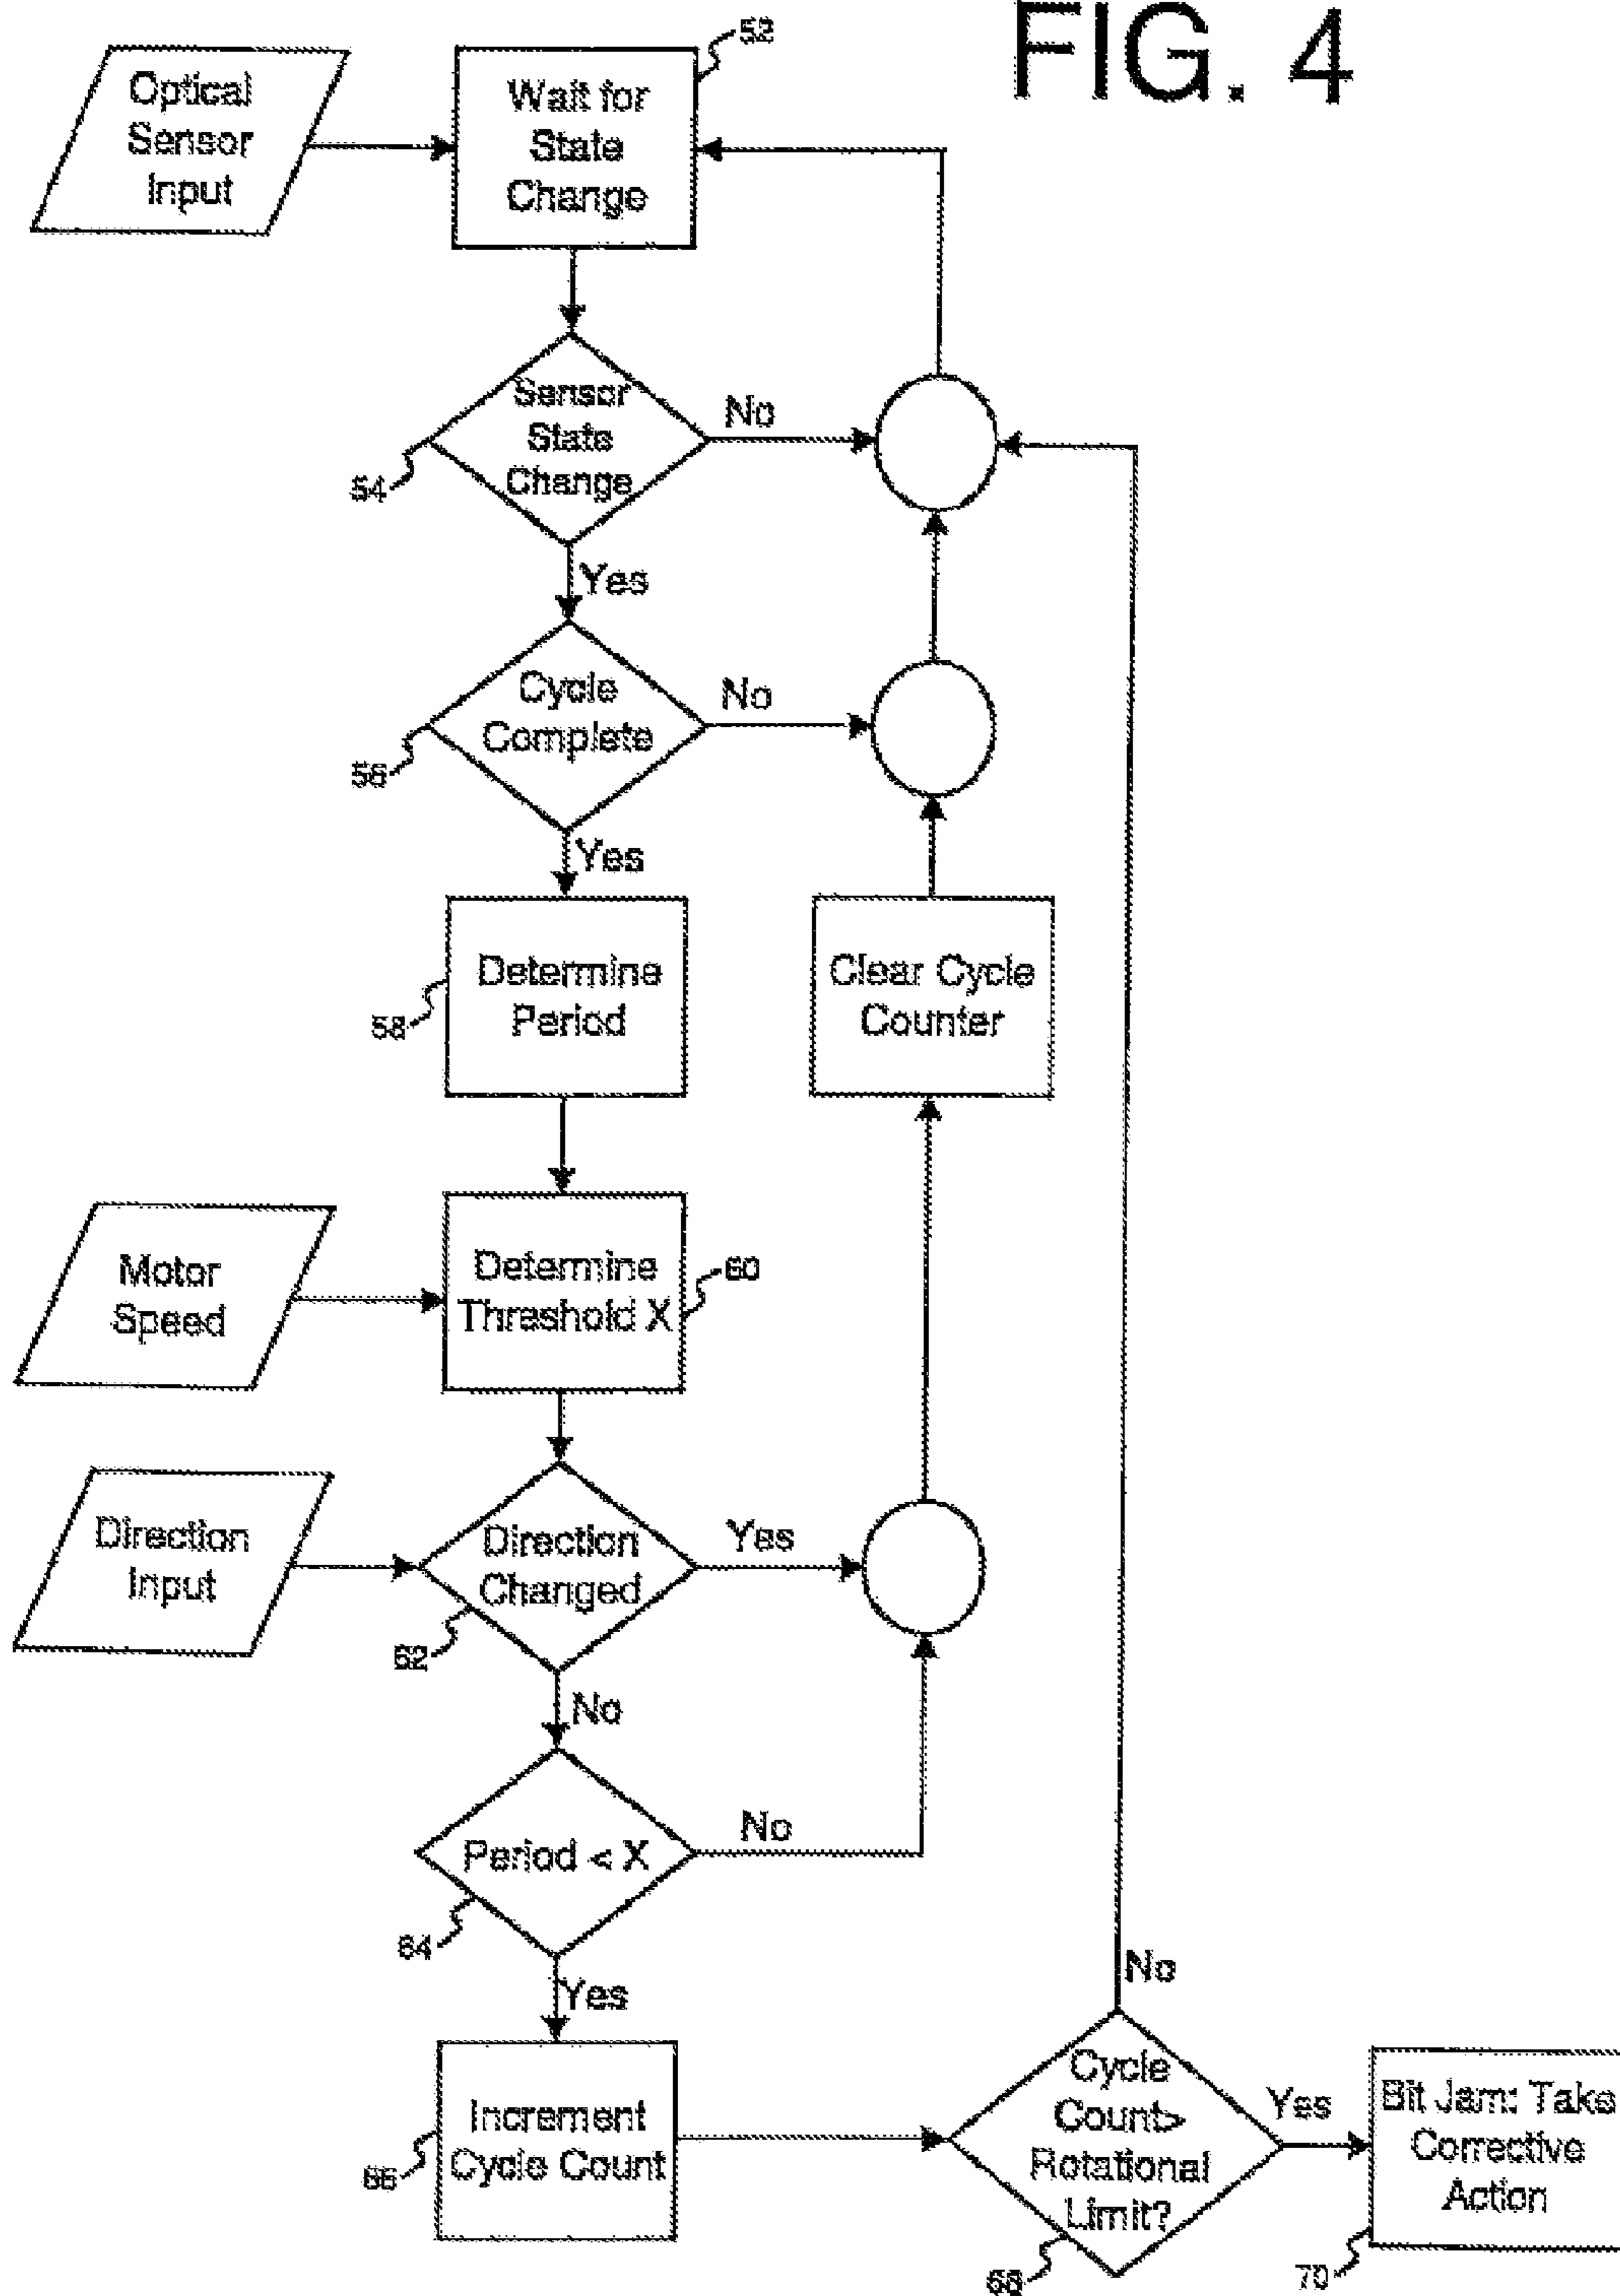 FIG. 4
Optical
Sensor
Input
Wait for
State
Change
52
Sensor
State
Change
54
No
Yes
Cycle
Complete
56
No
Yes
Determine
Period
58
Clear Cycle
Counter
Motor
Speed
Determine
Threshold X
60
Direction
Input
Direction
Changed
62
Yes
No
Period < X
64
No
Yes
Increment
Cycle Count
66
No
Cycle
Count>
Rotational
Limit?
68
Yes
Bit Jam: Take
Corrective
Action
70